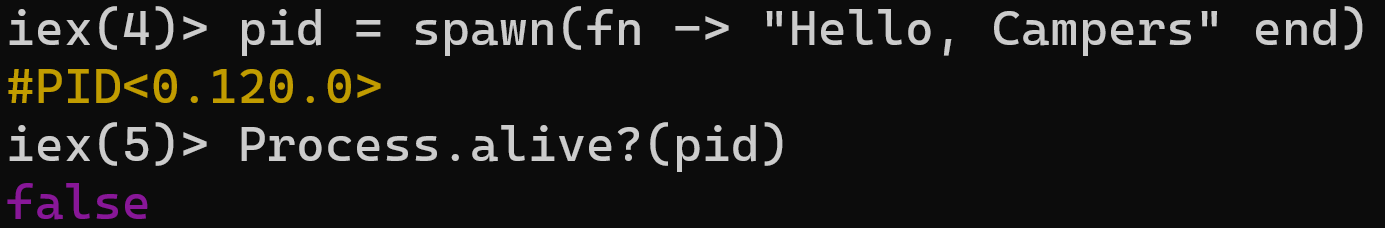 iex(4)> pid = spawn(fn -> "Hello, Campers" end)
#PID<0.120.0>
iex(5)> Process.alive?(pid)
false